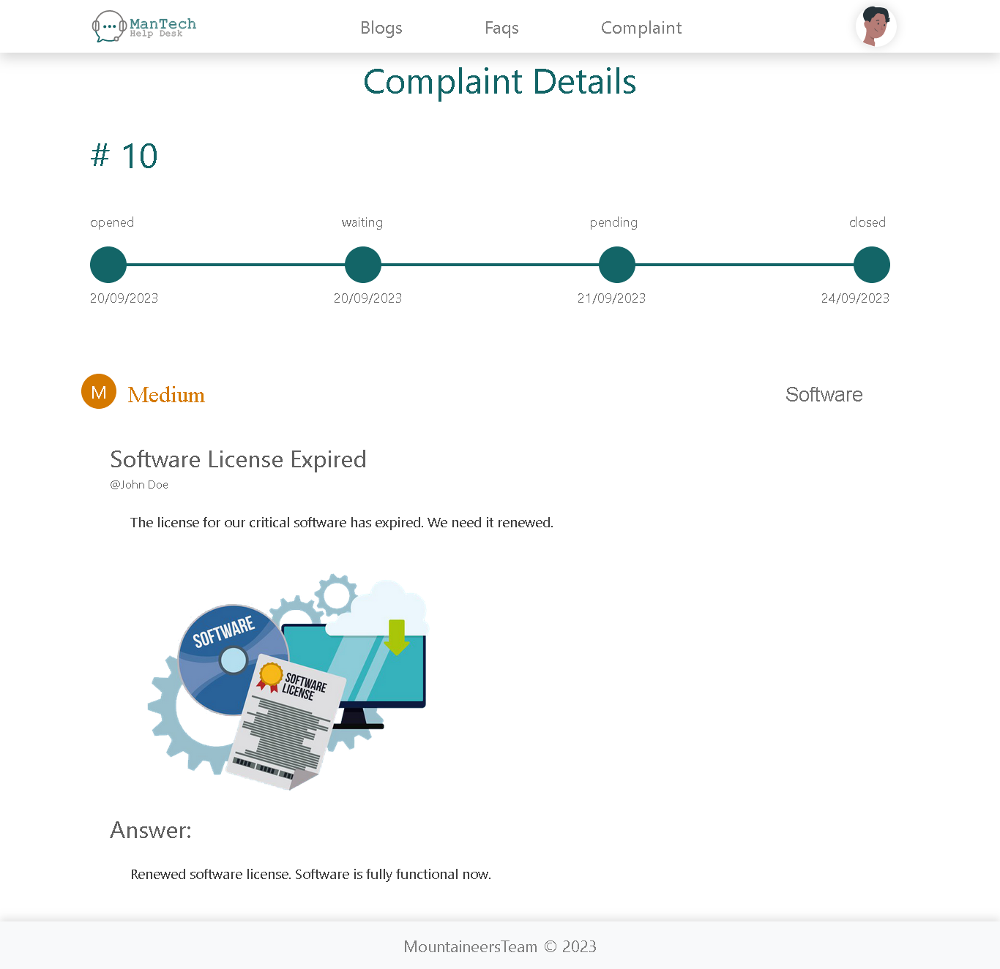 ManTech
Help Desk
Blogs Faqs Complaint
Complaint Details
# 10
opened waiting pending closed
20/09/2023 20/09/2023 21/09/2023 24/09/2023
M Medium Software
Software License Expired
@John Doe
The license for our critical software has expired. We need it renewed.
SOFTWARE
SOFTWARE
LICENSE
Answer:
Renewed software license. Software is fully functional now.
MountaineersTeam © 2023